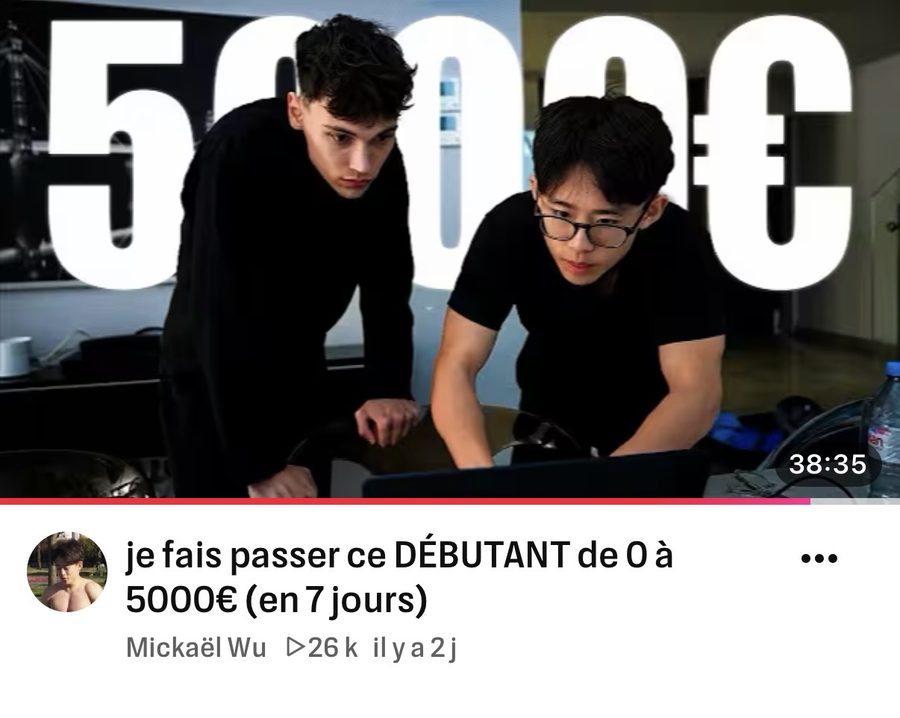 5000€
38:35
je fais passer ce DÉBUTANT de 0 à
5000€ (en 7 jours)
Mickaël Wu ▷26 k il y a 2 j